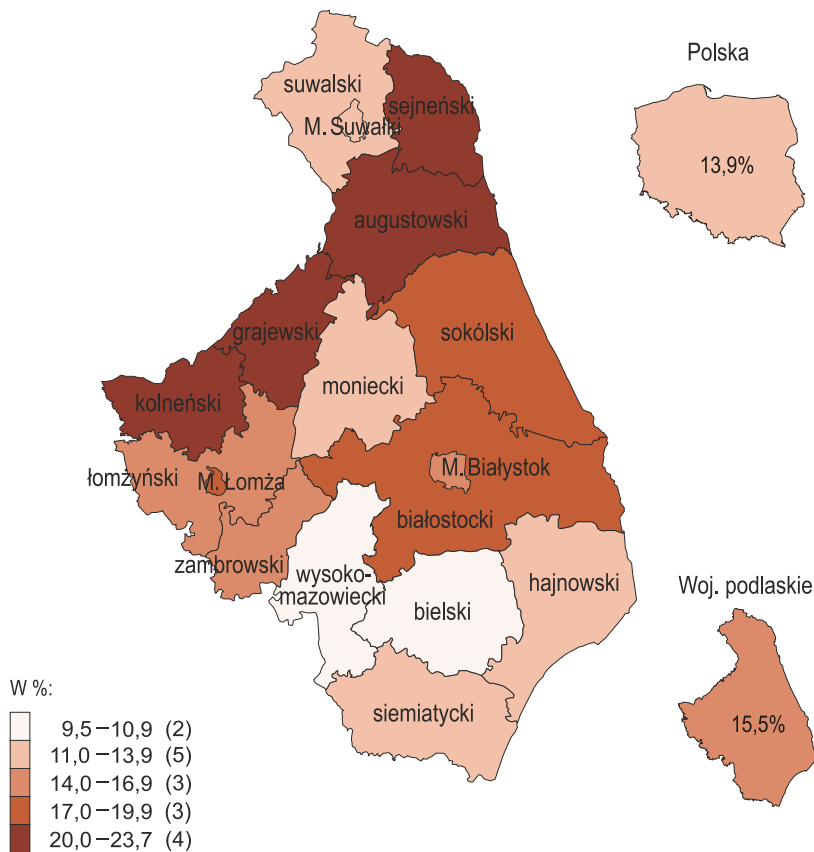 Polska
suwalski
sejneński
M. Suwałki
13,9%
augustowski
sokólski
grajewski
moniecki
kolneński
M. Białystok
łomżyński
M. Łomża
białostocki
zambrowski
wysoko-
mazowiecki
hajnowski
Woj. podlaskie
bielski
W %:
siemiatycki
15,5%
9,5–10,9 (2)
11,0–13,9 (5)
14,0–16,9 (3)
17,0–19,9 (3)
20,0–23,7 (4)